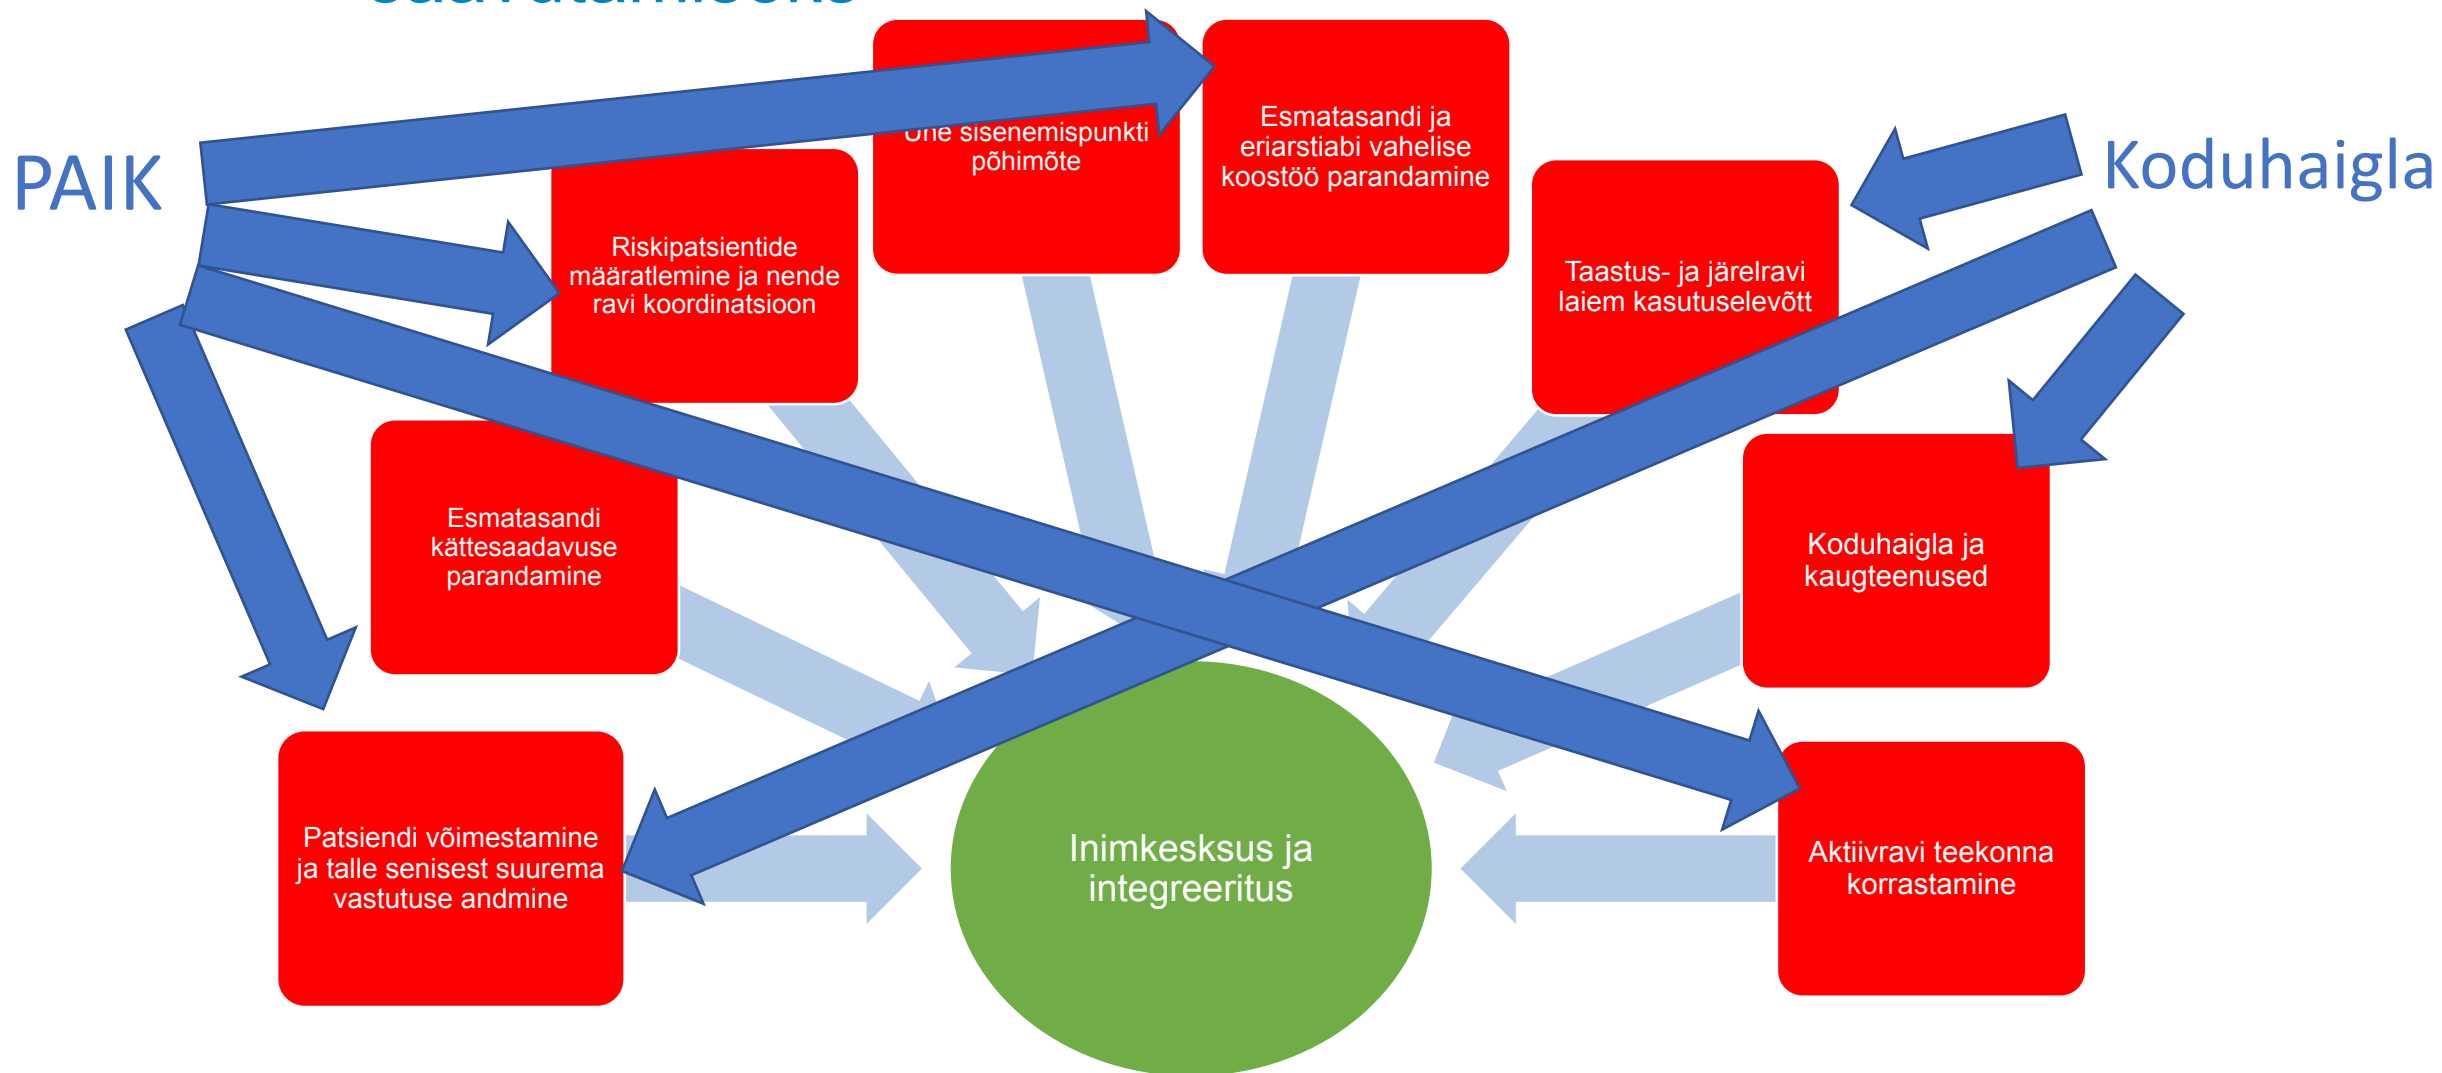 PAIK
Koduhaigla
Ühe sisenemispunkti
põhimõte
Esmatasandi ja
eriarstiabi vahelise
koostöö parandamine
Riskipatsientide
määratlemine ja nende
ravi koordinatsioon
Taastus- ja järelravi
laiem kasutuselevõtt
Esmatasandi
kättesaadavuse
parandamine
Koduhaigla ja
kaugteenused
Patsiendi võimestamine
ja talle senisest suurema
vastutuse andmine
Inimkesksus ja
integreeritus
Aktiivravi teekonna
korrastamine